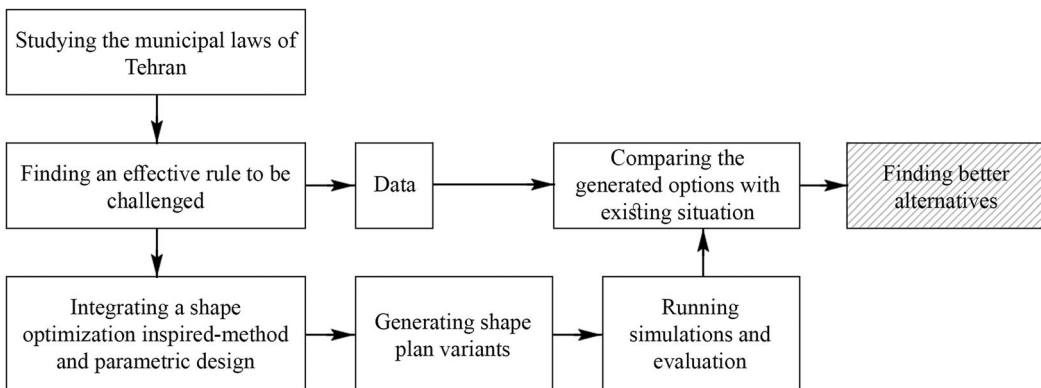 Studying the municipal laws of
Tehran
Finding an effective rule to be
challenged
Data
Comparing the
generated options with
existing situation
Finding better
alternatives
Integrating a shape
optimization inspired-method
and parametric design
Generating shape
plan variants
Running
simulations and
evaluation